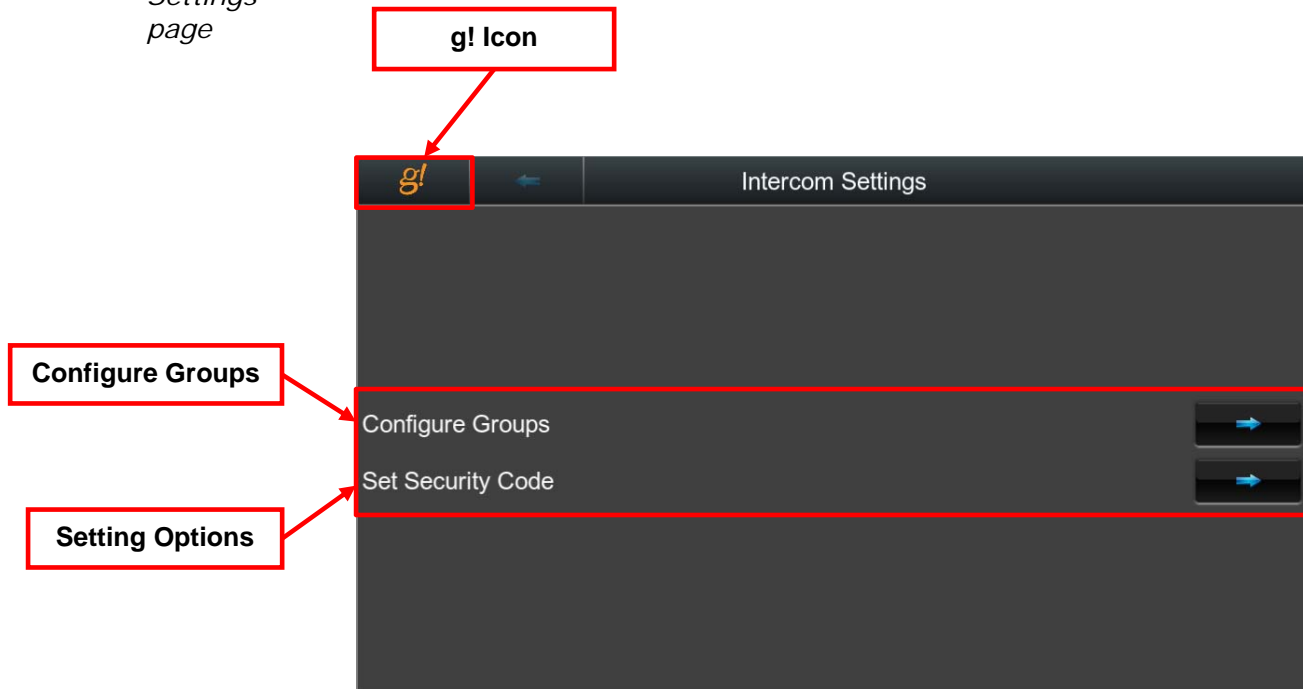 Settings
page
g! Icon
g! Intercom Settings
Configure Groups
Configure Groups
Set Security Code
Setting Options